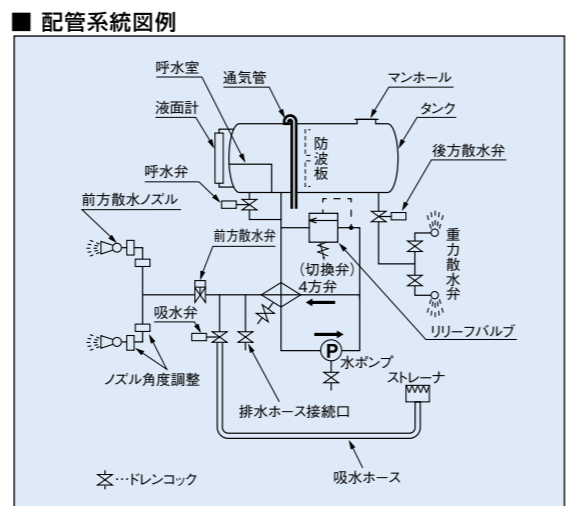 ■ 配管系統図例
呼水室
通気管
マンホール
液面計
タンク
防波板
後方散水弁
呼水弁
前方散水ノズル
前方散水弁
重力散水弁
(切換弁)
4方弁
吸水弁
リリーフバルブ
P
水ポンプ
ノズル角度調整
ストレーナ
排水ホース接続口
…ドレンコック
吸水ホース